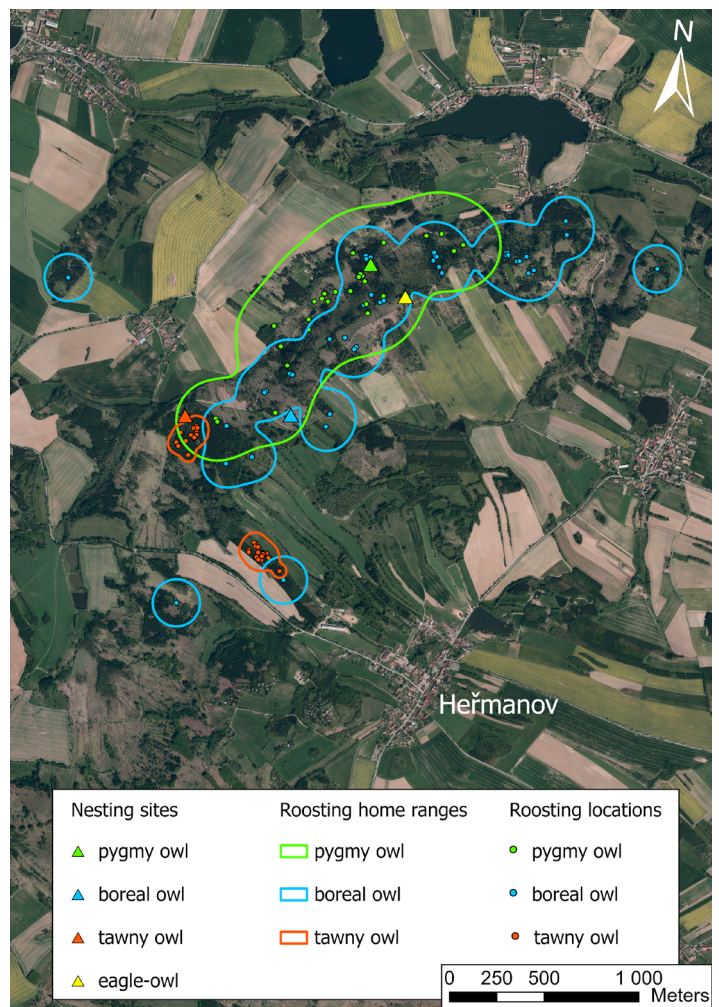 N
Heřmanov
Nesting sites Roosting home ranges Roosting locations
pygmy owl pygmy owl pygmy owl
boreal owl boreal owl boreal owl
tawny owl tawny owl tawny owl
eagle-owl
0 250 500 1 000
Meters